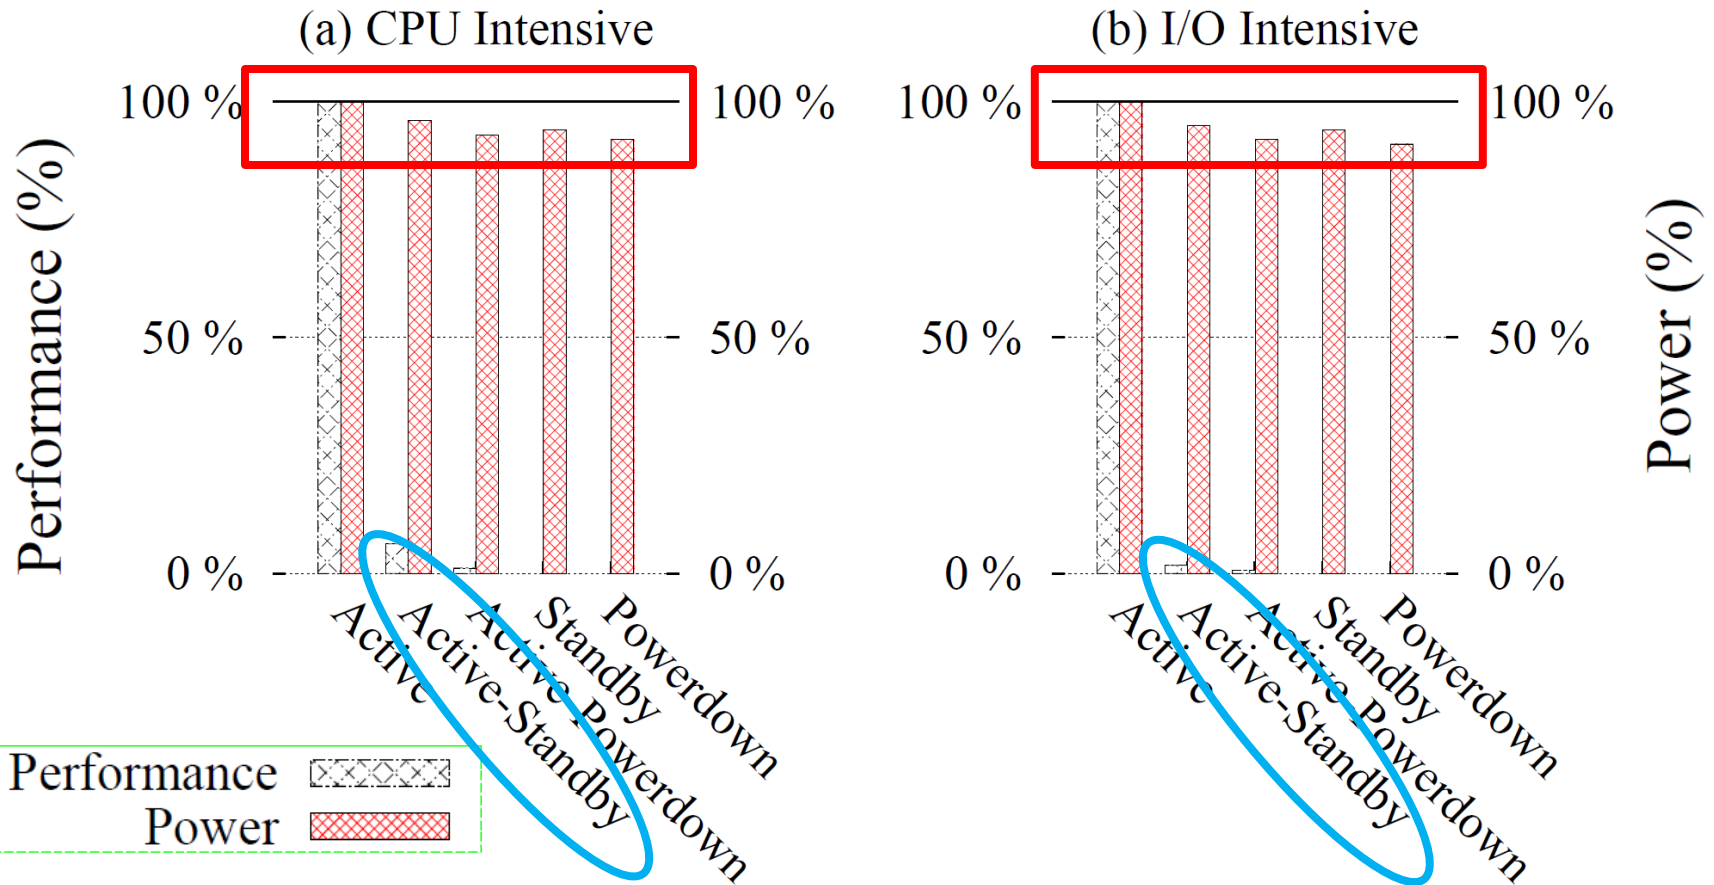 (a) CPU Intensive
(b) I/O Intensive
Performance (%)
100 %
50 %
0 %
100 %
50 %
0 %
Active
Active-Standby
Active-Powerdown
Standby
Powerdown
100 %
50 %
0 %
100 %
50 %
0 %
Active
Active-Standby
Active-Powerdown
Standby
Powerdown
Power (%)
Performance
Power